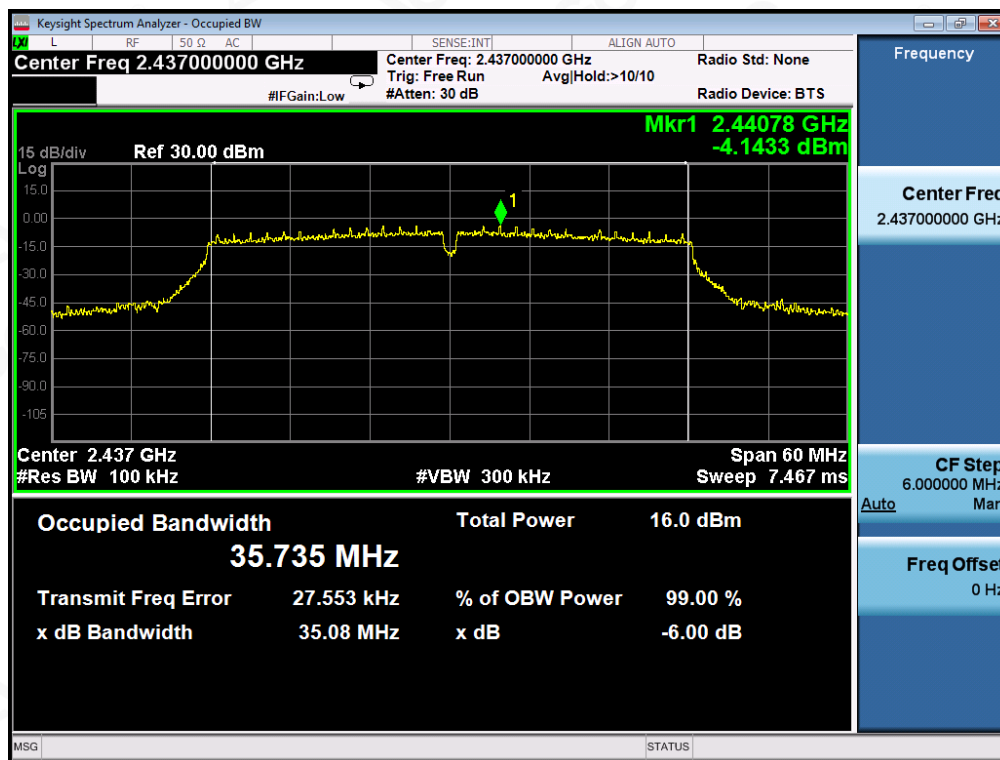 Keysight Spectrum Analyzer - Occupied BW
LXI L RF 50 Ω AC SENSE:INT ALIGN AUTO
Center Freq 2.437000000 GHz
Center Freq: 2.437000000 GHz Radio Std: None
Trig: Free Run Avg|Hold:>10/10
#IFGain:Low #Atten: 30 dB Radio Device: BTS
Mkr1 2.44078 GHz
-4.1433 dBm
15 dB/div Ref 30.00 dBm
Log
15.0
0.00
-15.0
-30.0
-45.0
-60.0
-75.0
-90.0
-105
1
Center 2.437 GHz Span 60 MHz
#Res BW 100 kHz #VBW 300 kHz Sweep 7.467 ms
Occupied Bandwidth Total Power 16.0 dBm
35.735 MHz
Transmit Freq Error 27.553 kHz % of OBW Power 99.00 %
x dB Bandwidth 35.08 MHz x dB -6.00 dB
MSG STATUS
Frequency
Center Freq
2.437000000 GHz
CF Step
6.000000 MHz
Auto Man
Freq Offset
0 Hz